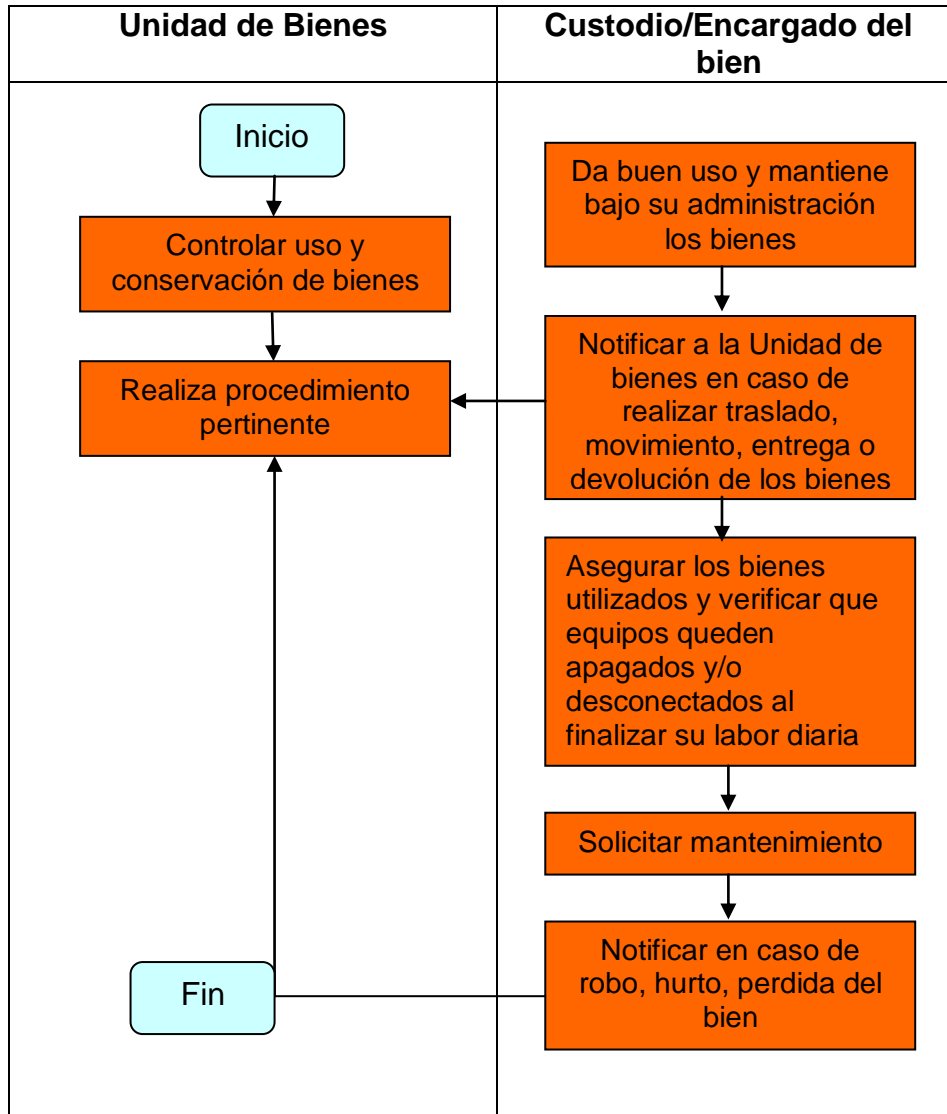 Unidad de Bienes
Custodio/Encargado del
bien
Inicio
Controlar uso y
conservación de bienes
Realiza procedimiento
pertinente
Fin
Da buen uso y mantiene
bajo su administración
los bienes
Notificar a la Unidad de
bienes en caso de
realizar traslado,
movimiento, entrega o
devolución de los bienes
Asegurar los bienes
utilizados y verificar que
equipos queden
apagados y/o
desconectados al
finalizar su labor diaria
Solicitar mantenimiento
Notificar en caso de
robo, hurto, perdida del
bien